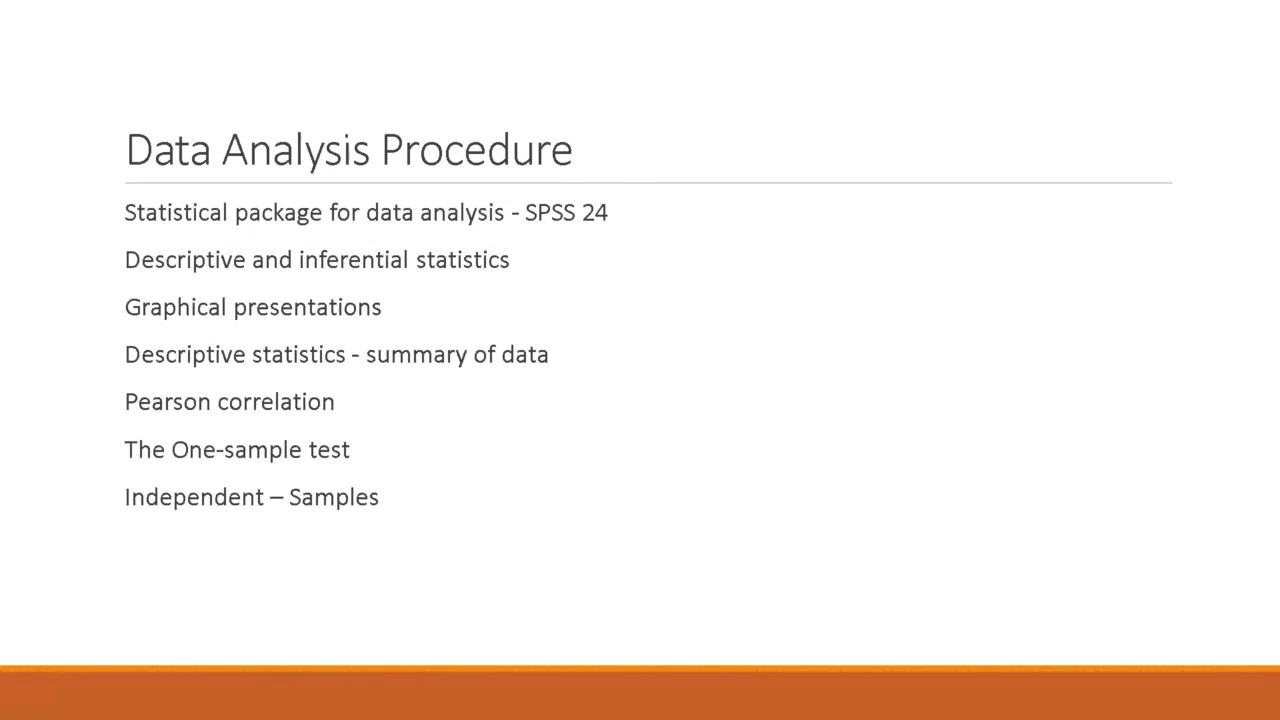 Data Analysis Procedure
Statistical package for data analysis - SPSS 24
Descriptive and inferential statistics
Graphical presentations
Descriptive statistics - summary of data
Pearson correlation
The One-sample test
Independent – Samples